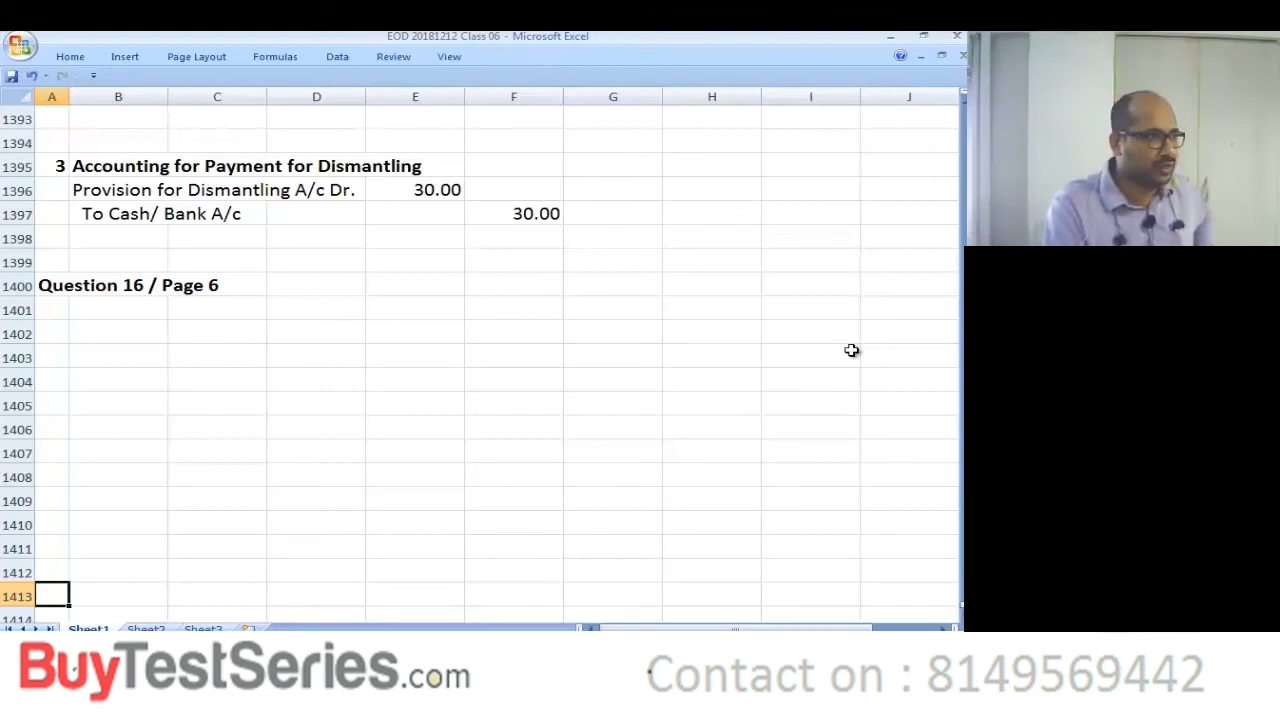 EOD 20181212 Class 06 - Microsoft Excel
Home Insert Page Layout Formulas Data Review View
A B C D E F G H I J
1393
1394
1395 3 Accounting for Payment for Dismantling
1396 Provision for Dismantling A/c Dr. 30.00
1397 To Cash/ Bank A/c 30.00
1398
1399
1400 Question 16 / Page 6
1401
1402
1403
1404
1405
1406
1407
1408
1409
1410
1411
1412
1413
1414
Sheet1 Sheet2 Sheet3
BuyTestSeries.com Contact on : 8149569442